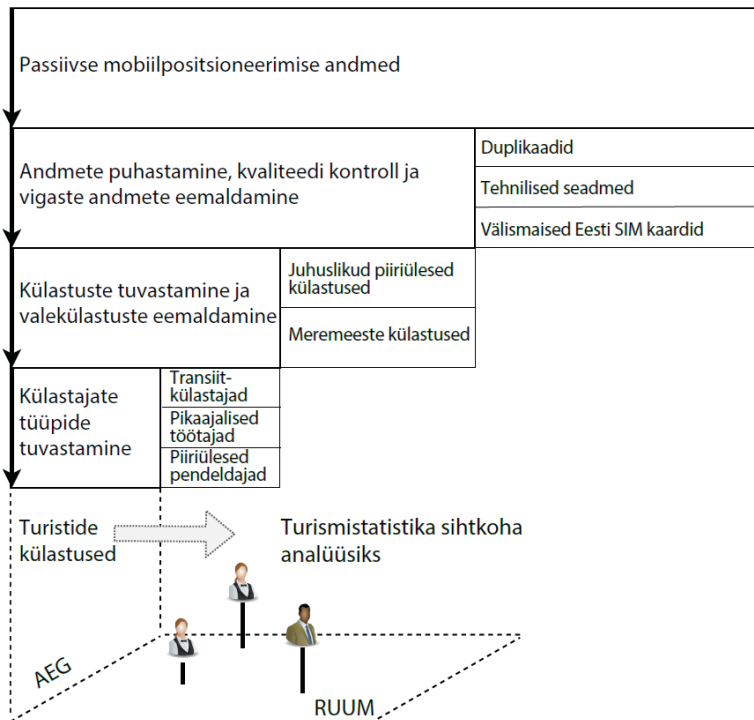 Passiivse mobiilpositsioneerimise andmed
Andmete puhastamine, kvaliteedi kontroll ja
vigaste andmete eemaldamine
Duplikaadid
Tehnilised seadmed
Välismaised Eesti SIM kaardid
Külastuste tuvastamine ja
valekülastuste eemaldamine
Juhuslikud piiriülesed
külastused
Meremeeste külastused
Külastajate
tüüpide
tuvastamine
Transiit-
külastajad
Pikaajalised
töötajad
Piiriülesed
pendeldajad
Turistide
külastused
Turismistatistika sihtkoha
analüüsiks
AEG
RUUM